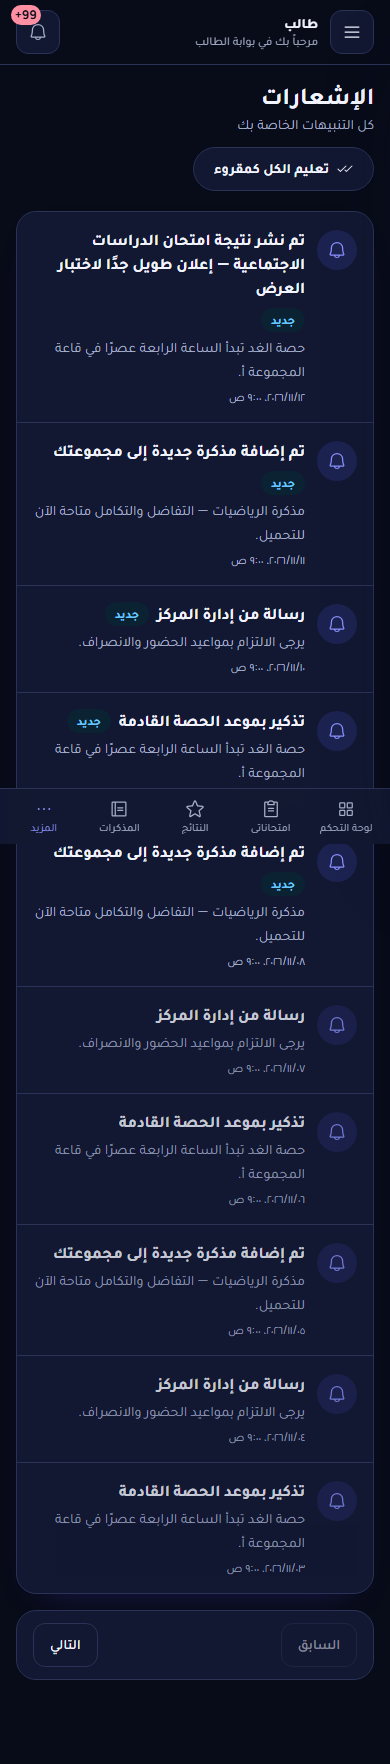 طالب
مرحباً بك في بوابة الطالب
99+
الإشعارات
كل التنبيهات الخاصة بك
تعليم الكل كمقروء
تم نشر نتيجة امتحان الدراسات
الاجتماعية — إعلان طويل جدًا لاختبار
العرض
جديد
حصة الغد تبدأ الساعة الرابعة عصرًا في قاعة
المجموعة أ.
٢٠٢٦/١١/١٢، ٩:٠٠ ص
تم إضافة مذكرة جديدة إلى مجموعتك
جديد
مذكرة الرياضيات — التفاضل والتكامل متاحة الآن
للتحميل.
٢٠٢٦/١١/١١، ٩:٠٠ ص
رسالة من إدارة المركز جديد
يرجى الالتزام بمواعيد الحضور والانصراف.
٢٠٢٦/١١/١٠، ٩:٠٠ ص
تذكير بموعد الحصة القادمة جديد
حصة الغد تبدأ الساعة الرابعة عصرًا في قاعة
المجموعة أ.
لوحة التحكم امتحاناتى النتائج المذكرات المزيد
تم إضافة مذكرة جديدة إلى مجموعتك
جديد
مذكرة الرياضيات — التفاضل والتكامل متاحة الآن
للتحميل.
٢٠٢٦/١١/٠٨، ٩:٠٠ ص
رسالة من إدارة المركز
يرجى الالتزام بمواعيد الحضور والانصراف.
٢٠٢٦/١١/٠٧، ٩:٠٠ ص
تذكير بموعد الحصة القادمة
حصة الغد تبدأ الساعة الرابعة عصرًا في قاعة
المجموعة أ.
٢٠٢٦/١١/٠٦، ٩:٠٠ ص
تم إضافة مذكرة جديدة إلى مجموعتك
مذكرة الرياضيات — التفاضل والتكامل متاحة الآن
للتحميل.
٢٠٢٦/١١/٠٥، ٩:٠٠ ص
رسالة من إدارة المركز
يرجى الالتزام بمواعيد الحضور والانصراف.
٢٠٢٦/١١/٠٤، ٩:٠٠ ص
تذكير بموعد الحصة القادمة
حصة الغد تبدأ الساعة الرابعة عصرًا في قاعة
المجموعة أ.
٢٠٢٦/١١/٠٣، ٩:٠٠ ص
السابق
التالي